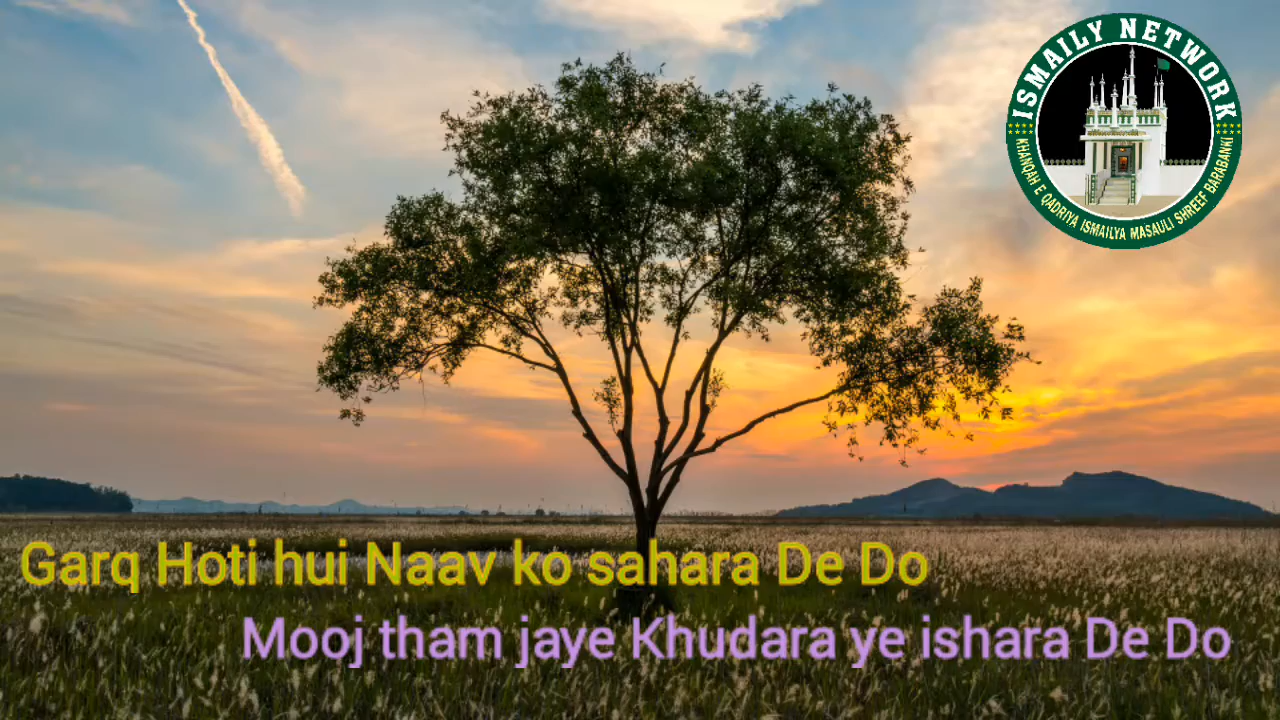 ISMAILY NETWORK
KHANQAH E QADRIYA ISMAILYA MASAULI SHREEF BARABANKI
Garq Hoti hui Naav ko sahara De Do
Mooj tham jaye Khudara ye ishara De Do